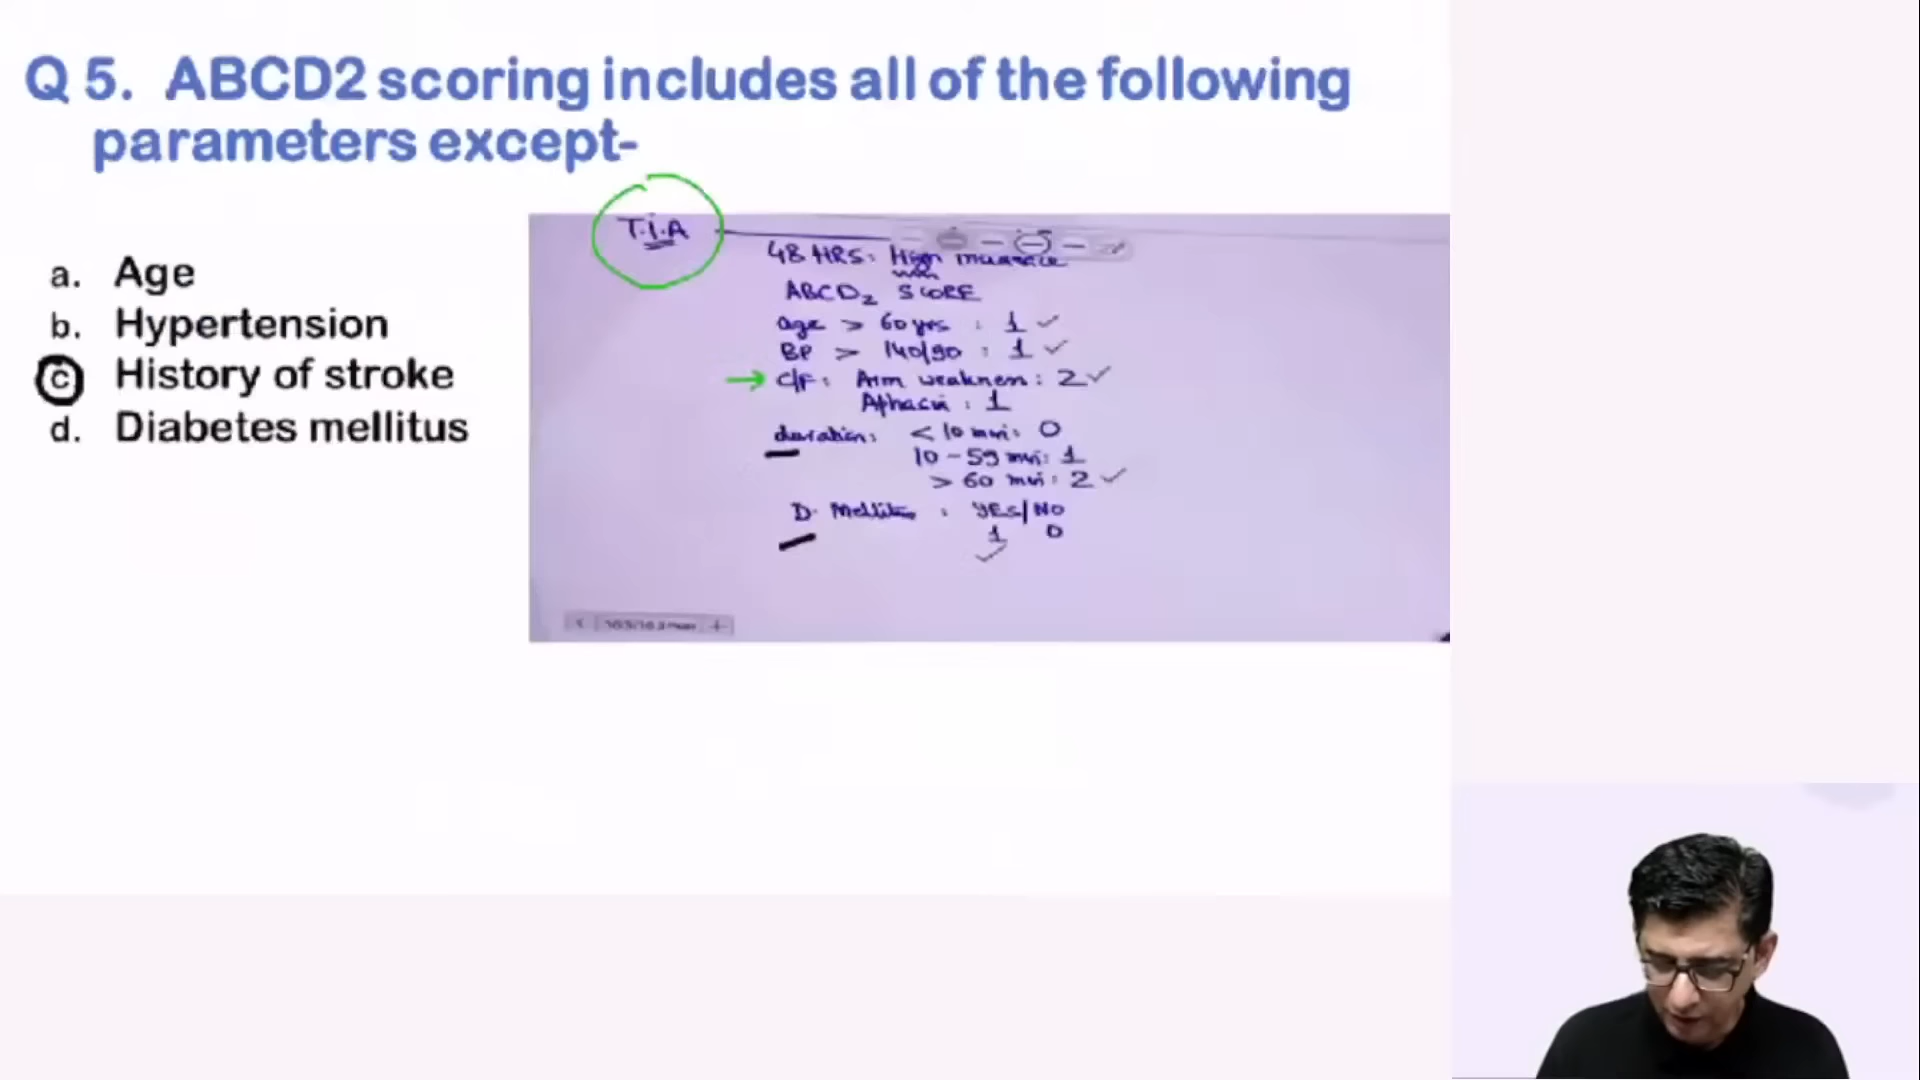 Q 5. ABCD2 scoring includes all of the following
parameters except-
a. Age
b. Hypertension
c. History of stroke
d. Diabetes mellitus
T.I.A
48 HRS: High
ABCD2 SCORE
age > 60 yrs : 1 ✓
BP > 140/90 : 1 ✓
→ C/F: Arm weakness: 2 ✓
: 1
duration: < 10 min: 0
10 - 59 min: 1
> 60 min: 2 ✓
D. : YES/NO
1 0
✓